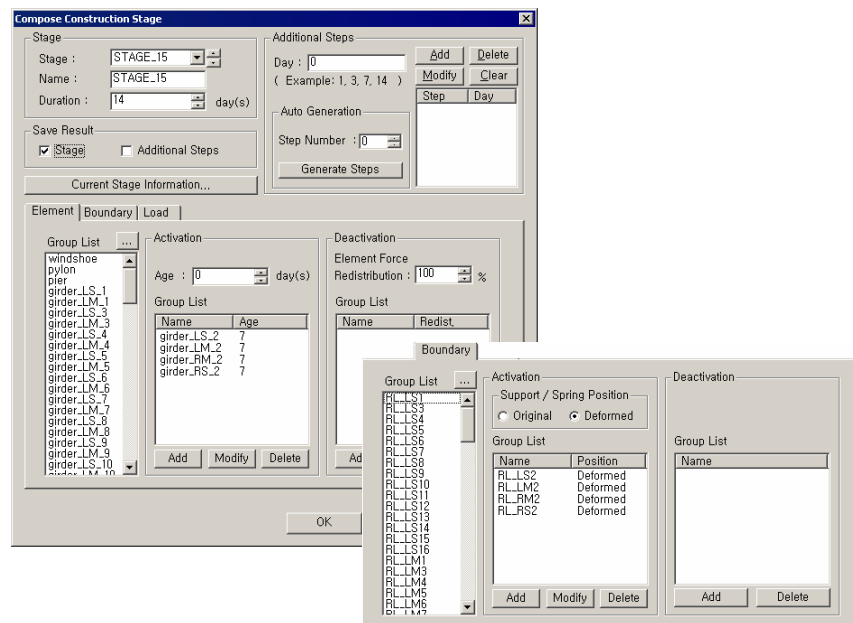 Compose Construction Stage
Stage
Stage :
STAGE_15
Name :
STAGE_15
Duration :
14
day(s)
Save Result
Stage
Additional Steps
Current Stage Information...
Additional Steps
Day :
0
( Example: 1, 3, 7, 14 )
Add
Delete
Modify
Clear
Step
Day
Auto Generation
Step Number :
0
Generate Steps
Element
Boundary
Load
Group List
...
windshoe
pylon
pier
girder_LS_1
girder_LM_1
girder_LS_3
girder_LM_3
girder_LS_4
girder_LM_4
girder_LS_5
girder_LM_5
girder_LS_6
girder_LM_6
girder_LS_7
girder_LM_7
girder_LS_8
girder_LM_8
girder_LS_9
girder_LM_9
girder_LS_10
girder_LM_10
Activation
Age :
0
day(s)
Group List
Name
Age
girder_LS_2 7
girder_LM_2 7
girder_RM_2 7
girder_RS_2 7
Add
Modify
Delete
Deactivation
Element Force
Redistribution :
100
%
Group List
Name
Redist.
OK
Boundary
Group List
...
RL_LS1
RL_LS3
RL_LS4
RL_LS5
RL_LS6
RL_LS7
RL_LS8
RL_LS9
RL_LS10
RL_LS11
RL_LS12
RL_LS13
RL_LS14
RL_LS15
RL_LS16
RL_LM1
RL_LM3
RL_LM4
RL_LM5
RL_LM6
RL_LM7
Activation
Support / Spring Position
Original
Deformed
Group List
Name
Position
RL_LS2 Deformed
RL_LM2 Deformed
RL_RM2 Deformed
RL_RS2 Deformed
Add
Modify
Delete
Deactivation
Group List
Name
Add
Delete